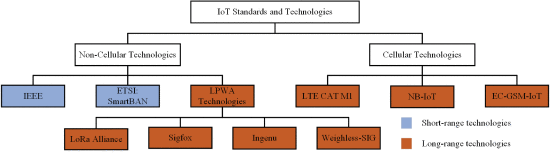 IoT Standards and Technologies
Non-Cellular Technologies
Cellular Technologies
IEEE
ETSI:
SmartBAN
LPWA
Technologies
LTE CAT M1
NB-IoT
EC-GSM-IoT
LoRa Alliance
Sigfox
Ingenu
Weighless-SIG
Short-range technologies
Long-range technologies